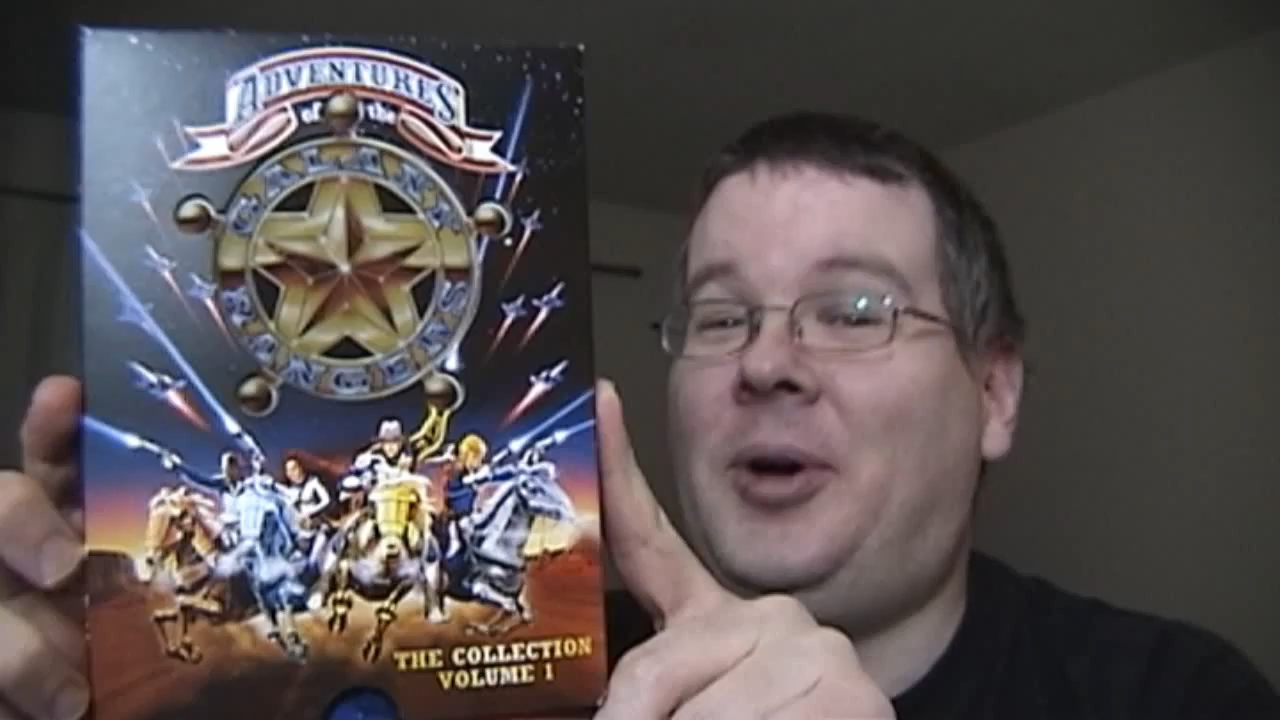 ADVENTURES
of the
GALAXY
RANGERS
THE COLLECTION
VOLUME 1